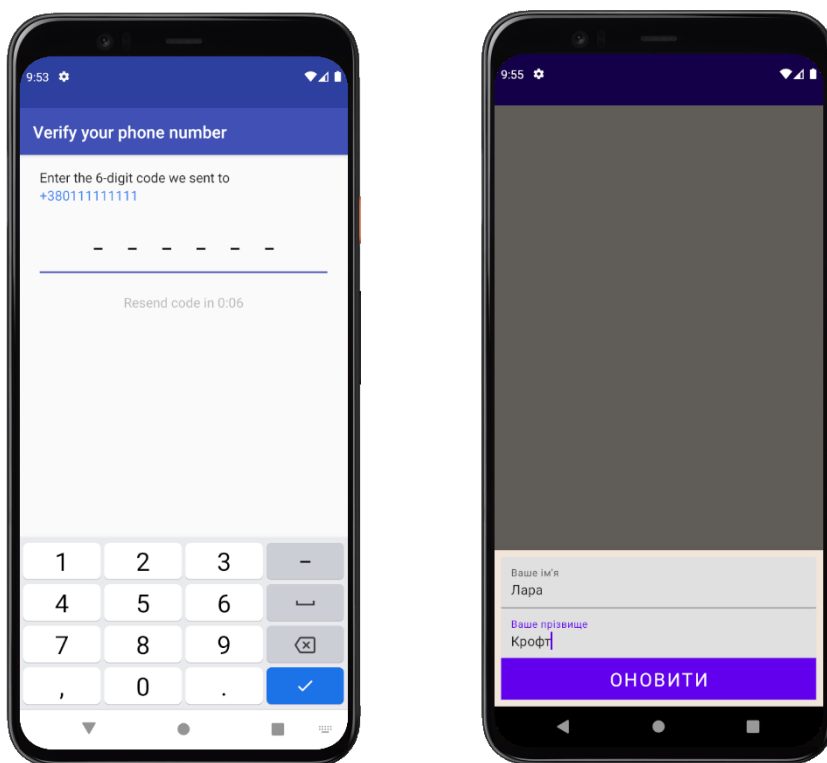 9:53
Verify your phone number
Enter the 6-digit code we sent to
+380111111111
– – – – – –
Resend code in 0:06
1 2 3 –
4 5 6
7 8 9
, 0 .
9:55
Ваше ім'я
Лара
Ваше прізвище
Крофт
ОНОВИТИ